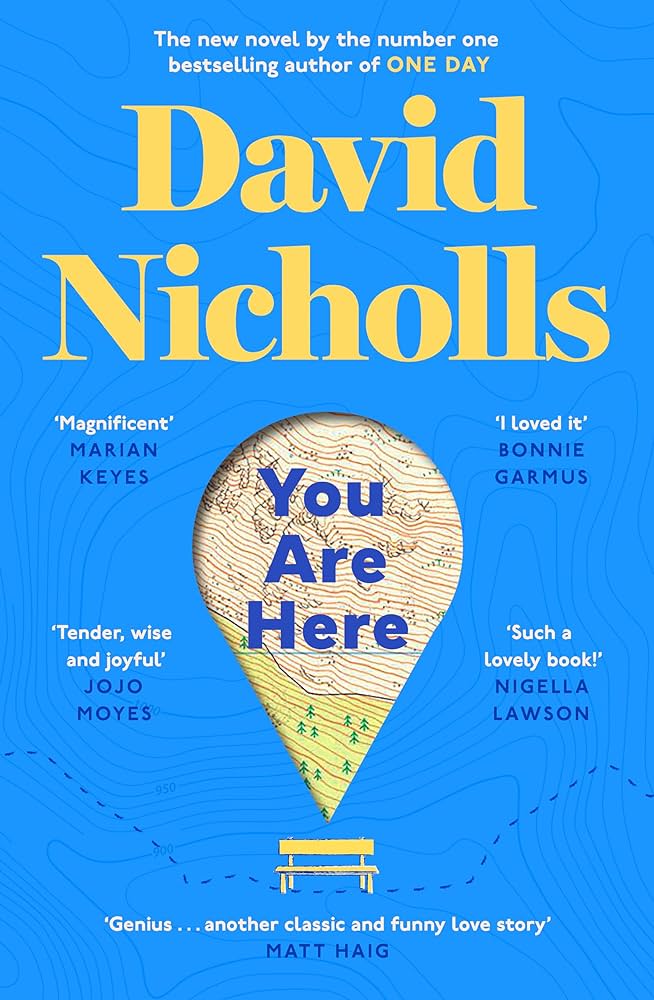 The new novel by the number one
bestselling author of ONE DAY
David
Nicholls
‘Magnificent’
MARIAN
KEYES
‘I loved it’
BONNIE
GARMUS
You
Are
Here
‘Tender, wise
and joyful’
JOJO
MOYES
‘Such a
lovely book!’
NIGELLA
LAWSON
950
900
‘Genius . . . another classic and funny love story’
MATT HAIG